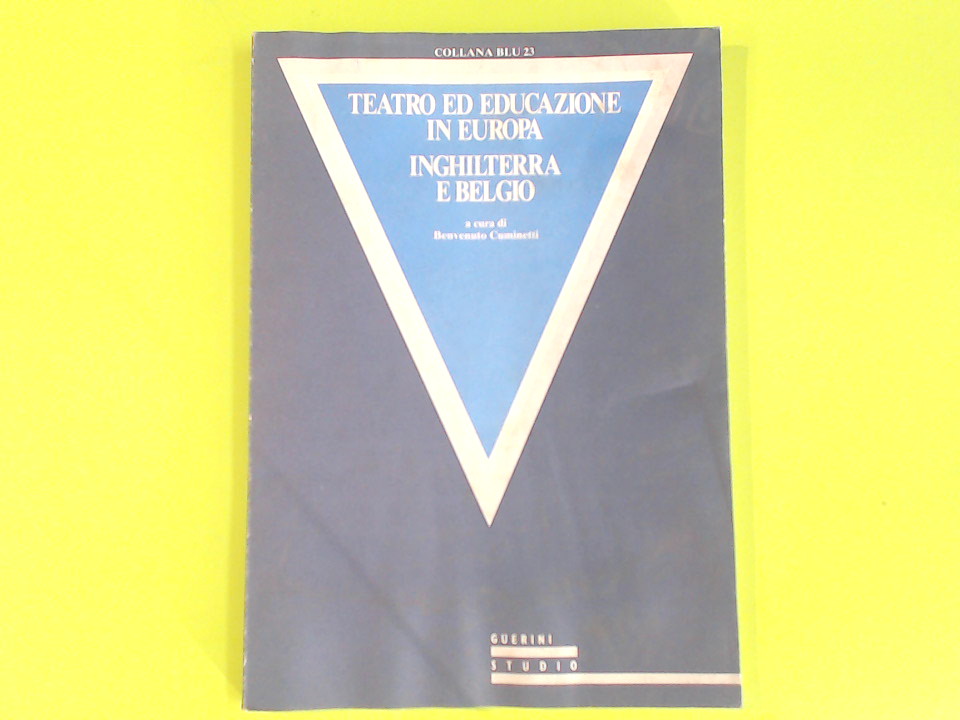 COLLANA BLU 23
TEATRO ED EDUCAZIONE
IN EUROPA
INGHILTERRA
E BELGIO
a cura di
Benvenuto Cuminetti
GUERINI
STUDIO